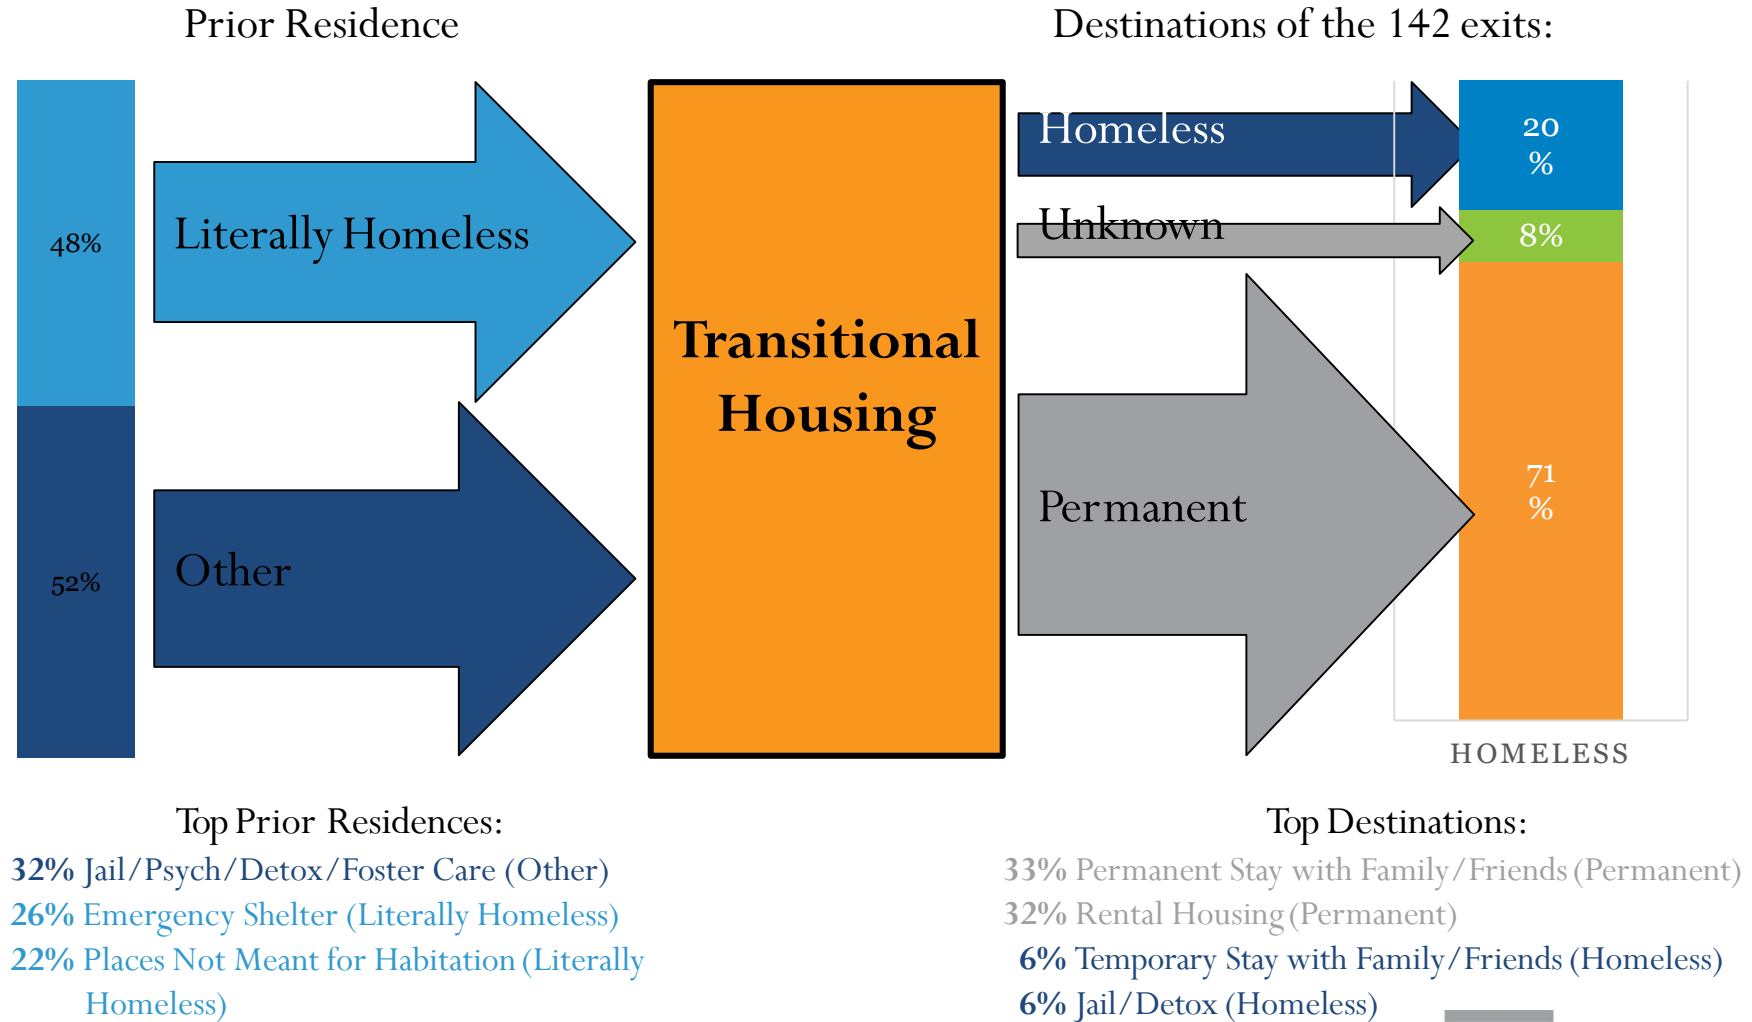 Prior Residence
Destinations of the 142 exits:
48%
52%
Literally Homeless
Other
Transitional
Housing
Homeless
Unknown
Permanent
20
%
8%
71
%
HOMELESS
Top Prior Residences:
32% Jail/Psych/Detox/Foster Care (Other)
26% Emergency Shelter (Literally Homeless)
22% Places Not Meant for Habitation (Literally
Homeless)
Top Destinations:
33% Permanent Stay with Family/Friends (Permanent)
32% Rental Housing (Permanent)
6% Temporary Stay with Family/Friends (Homeless)
6% Jail/Detox (Homeless)